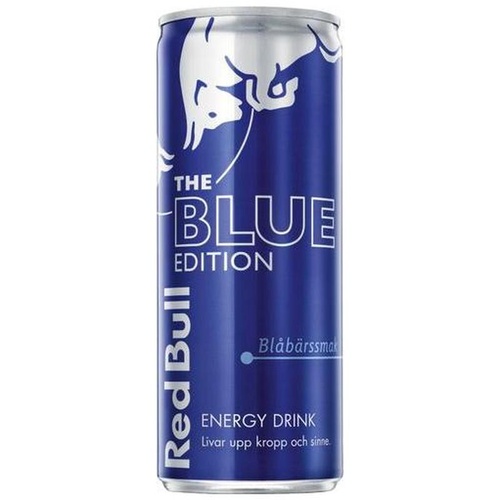 THE
BLUE
EDITION
Red Bull
Blåbärssmak
ENERGY DRINK
Livar upp kropp och sinne.